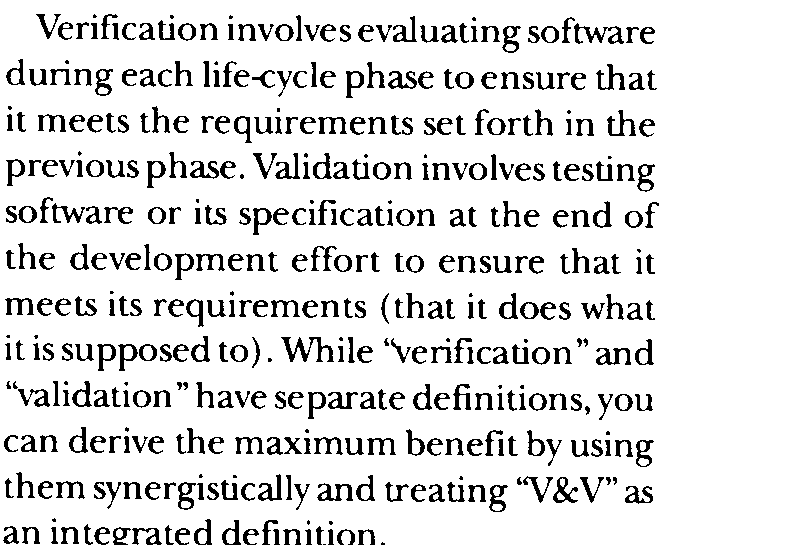 Verification involves evaluating software
during each life-cycle phase to ensure that
it meets the requirements set forth in the
previous phase. Validation involves testing
software or its specification at the end of
the development effort to ensure that it
meets its requirements (that it does what
it is supposed to). While “verification” and
“validation” have separate definitions, you
can derive the maximum benefit by using
them synergistically and treating “V&V” as
an integrated definition.